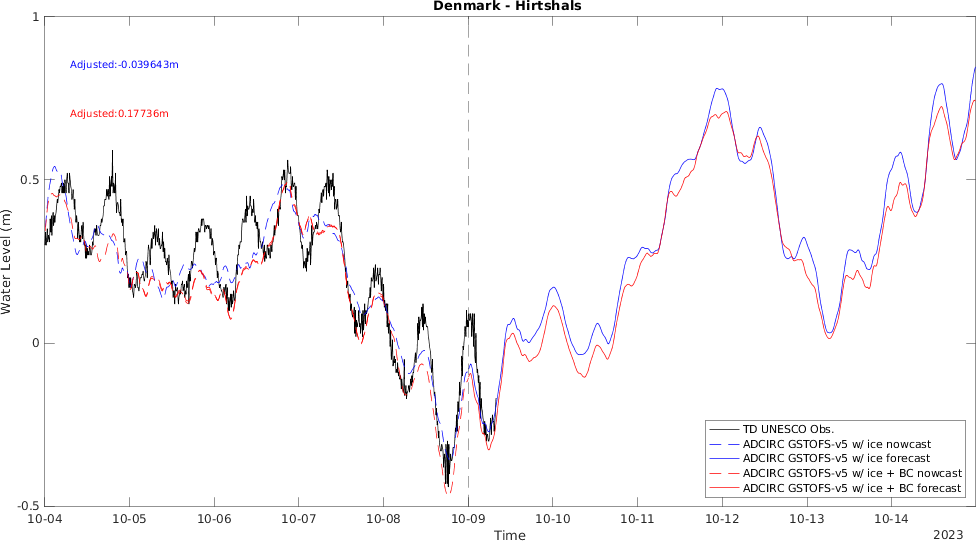 Denmark - Hirtshals
1
Adjusted:-0.039643m
Adjusted:0.17736m
0.5
Water Level (m)
0
TD UNESCO Obs.
ADCIRC GSTOFS-v5 w/ ice nowcast
ADCIRC GSTOFS-v5 w/ ice forecast
ADCIRC GSTOFS-v5 w/ ice + BC nowcast
ADCIRC GSTOFS-v5 w/ ice + BC forecast
-0.5
10-04 10-05 10-06 10-07 10-08 10-09 10-10 10-11 10-12 10-13 10-14
Time
2023